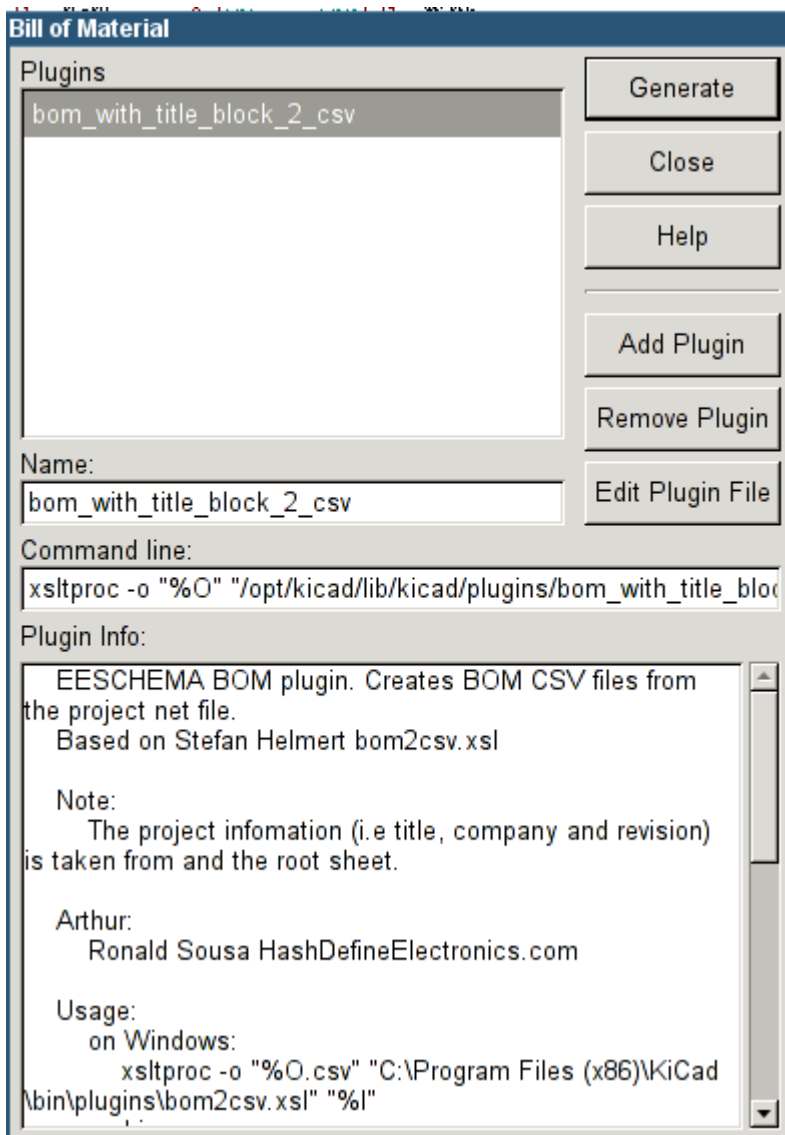 Bill of Material
Plugins
bom_with_title_block_2_csv
Generate
Close
Help
Add Plugin
Remove Plugin
Edit Plugin File
Name:
bom_with_title_block_2_csv
Command line:
xsltproc -o "%O" "/opt/kicad/lib/kicad/plugins/bom_with_title_bloc
Plugin Info:
EESCHEMA BOM plugin. Creates BOM CSV files from
the project net file.
Based on Stefan Helmert bom2csv.xsl
Note:
The project infomation (i.e title, company and revision)
is taken from and the root sheet.
Arthur:
Ronald Sousa HashDefineElectronics.com
Usage:
on Windows:
xsltproc -o "%O.csv" "C:\Program Files (x86)\KiCad
\bin\plugins\bom2csv.xsl" "%I"